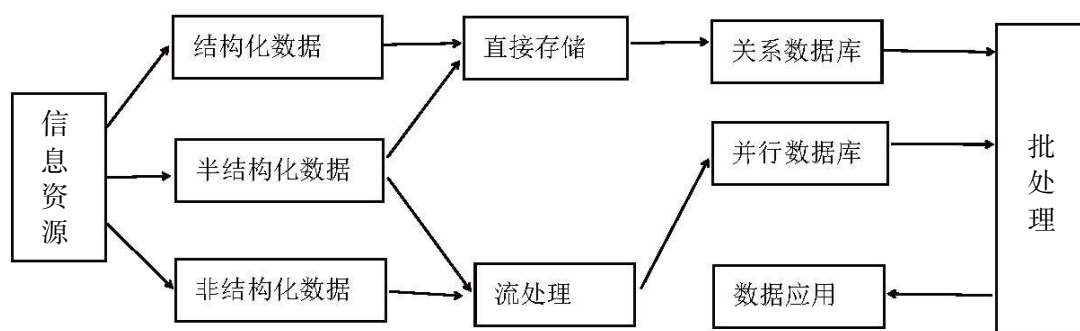 信息资源
结构化数据
半结构化数据
非结构化数据
直接存储
流处理
关系数据库
并行数据库
数据应用
批处理